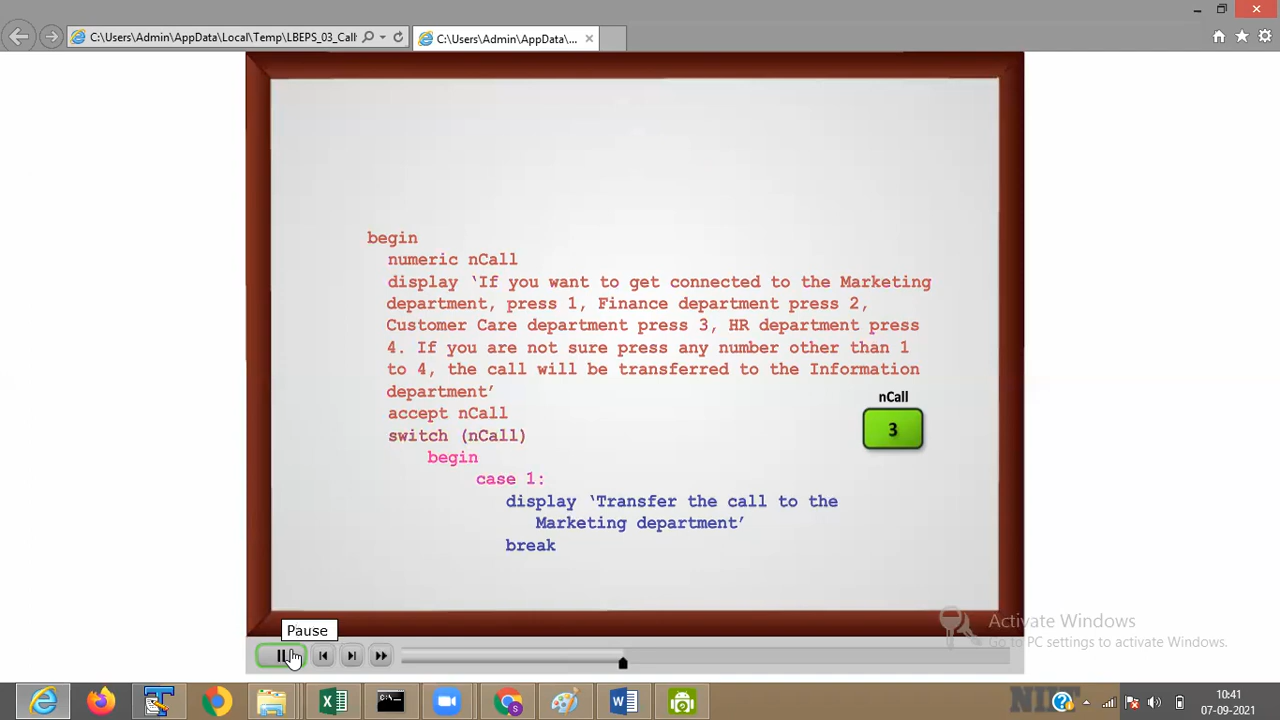 C:\Users\Admin\AppData\Local\Temp\LBEPS_03_Call
C:\Users\Admin\AppData\...
begin
numeric nCall
display ‘If you want to get connected to the Marketing
department, press 1, Finance department press 2,
Customer Care department press 3, HR department press
4. If you are not sure press any number other than 1
to 4, the call will be transferred to the Information
department’
accept nCall
switch (nCall)
begin
case 1:
display ‘Transfer the call to the
Marketing department’
break
nCall
3
Activate Windows
Go to PC settings to activate Windows.
Pause
NIIT
10:41
07-09-2021